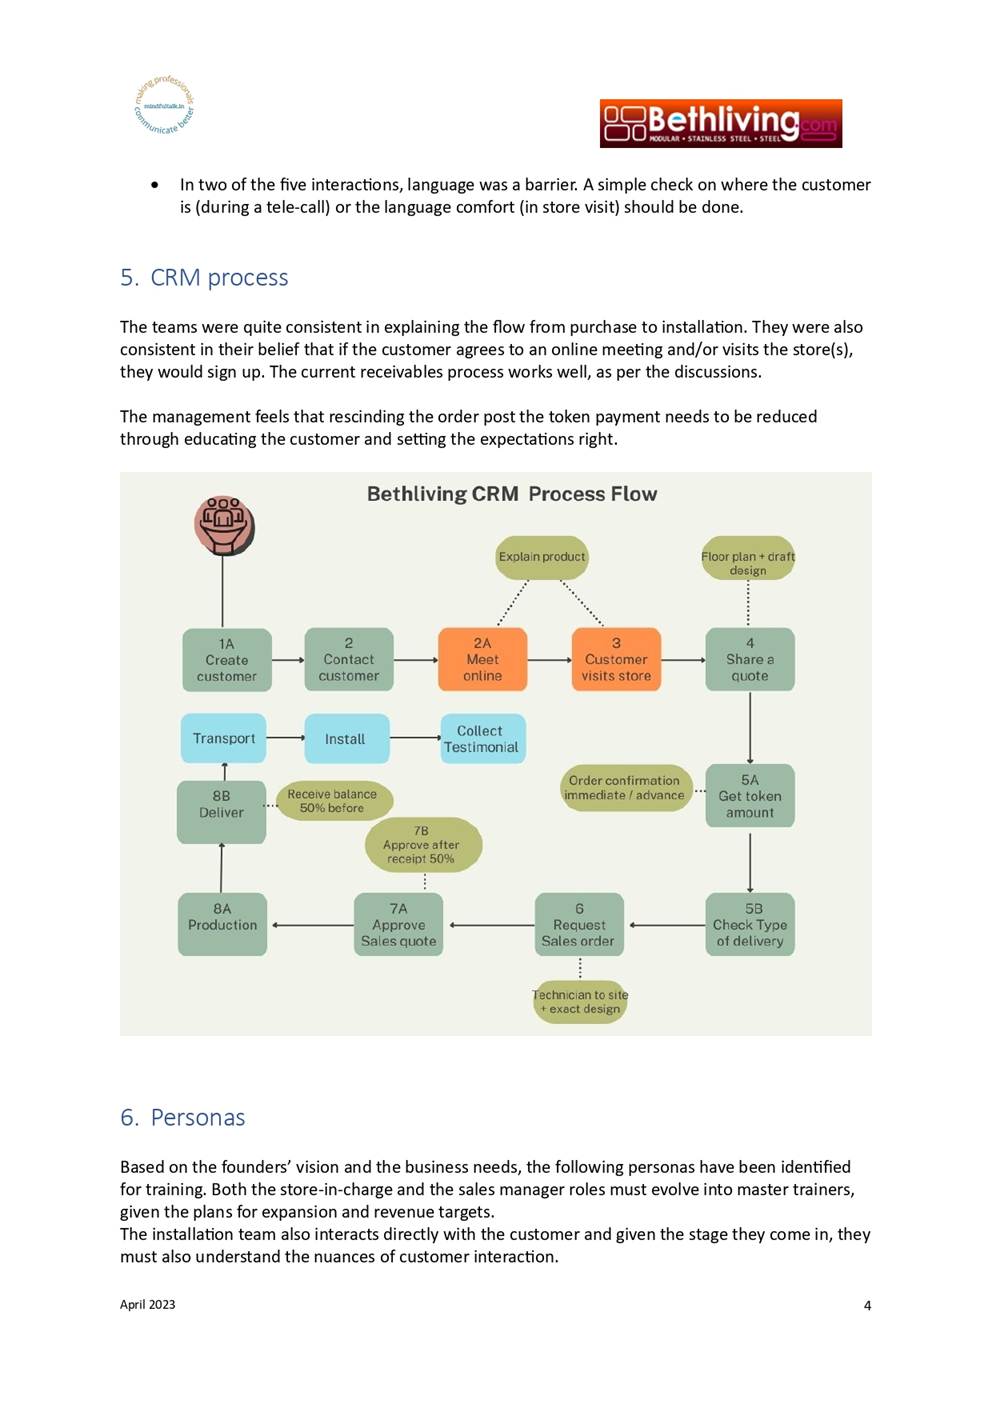 making professionals
mindfultalk.in
communicate better
Bethliving.com
MODULAR • STAINLESS STEEL • STEEL
• In two of the five interactions, language was a barrier. A simple check on where the customer
is (during a tele-call) or the language comfort (in store visit) should be done.
5. CRM process
The teams were quite consistent in explaining the flow from purchase to installation. They were also
consistent in their belief that if the customer agrees to an online meeting and/or visits the store(s),
they would sign up. The current receivables process works well, as per the discussions.
The management feels that rescinding the order post the token payment needs to be reduced
through educating the customer and setting the expectations right.
Bethliving CRM Process Flow
Explain product
Floor plan + draft
design
1A
Create
customer
2
Contact
customer
2A
Meet
online
3
Customer
visits store
4
Share a
quote
Transport
Install
Collect
Testimonial
Order confirmation
immediate / advance
5A
Get token
amount
8B
Deliver
Receive balance
50% before
7B
Approve after
receipt 50%
8A
Production
7A
Approve
Sales quote
6
Request
Sales order
5B
Check Type
of delivery
Technician to site
+ exact design
6. Personas
Based on the founders’ vision and the business needs, the following personas have been identified
for training. Both the store-in-charge and the sales manager roles must evolve into master trainers,
given the plans for expansion and revenue targets.
The installation team also interacts directly with the customer and given the stage they come in, they
must also understand the nuances of customer interaction.
April 2023
4